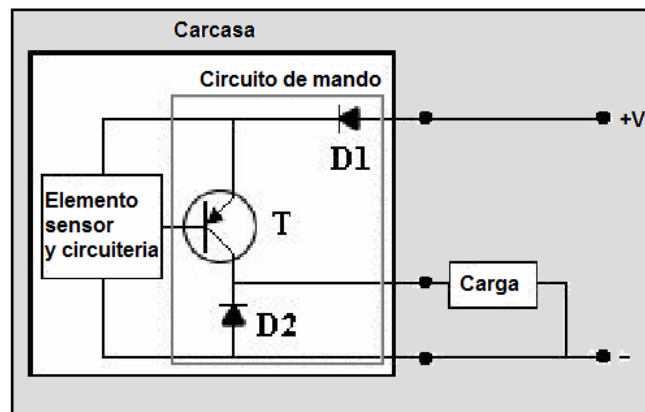 Carcasa
Circuito de mando
+V
D1
Elemento
sensor
y circuiteria
T
Carga
D2
-